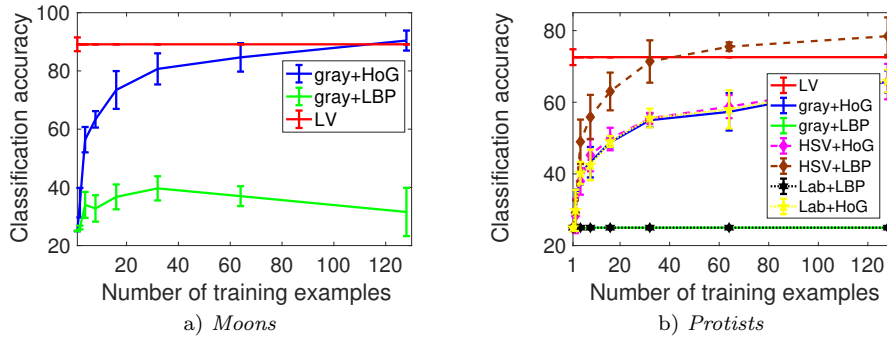 Classification accuracy
100
80
60
40
20
20 40 60 80 100 120
Number of training examples
gray+HoG
gray+LBP
LV
a) Moons
Classification accuracy
80
60
40
20
1 20 40 60 80 100 120
Number of training examples
LV
gray+HoG
gray+LBP
HSV+HoG
HSV+LBP
Lab+LBP
Lab+HoG
b) Protists